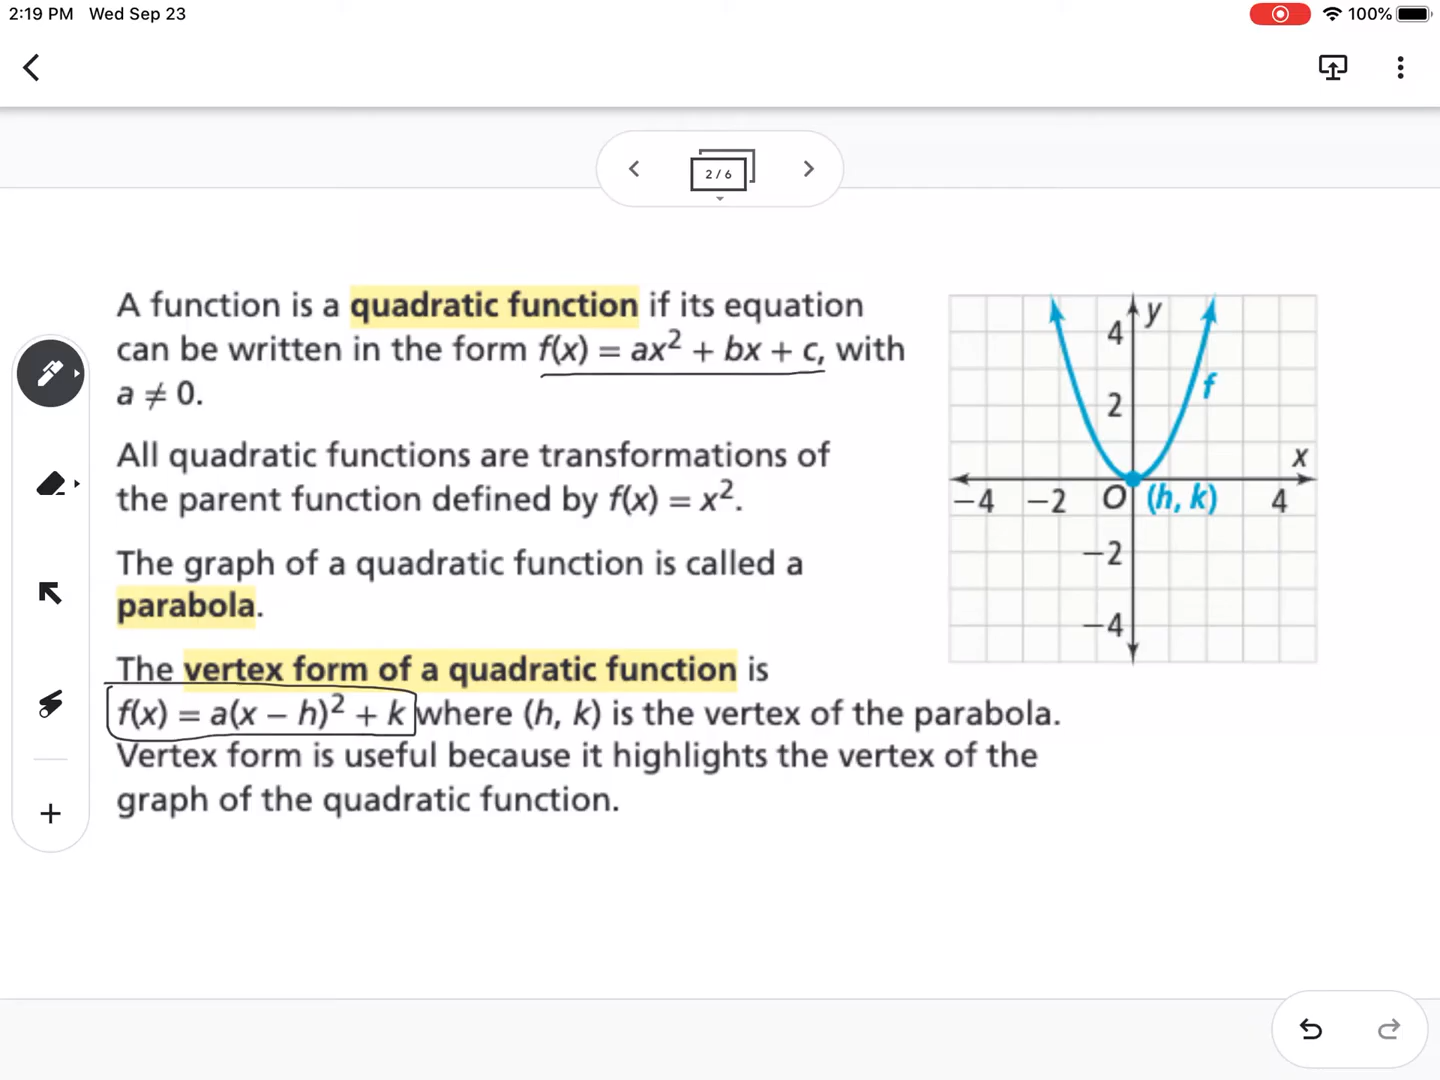 2:19 PM Wed Sep 23
100%
2 / 6
A function is a quadratic function if its equation
can be written in the form f(x) = ax² + bx + c, with
a ≠ 0.
All quadratic functions are transformations of
the parent function defined by f(x) = x².
The graph of a quadratic function is called a
parabola.
The vertex form of a quadratic function is
f(x) = a(x – h)² + k where (h, k) is the vertex of the parabola.
Vertex form is useful because it highlights the vertex of the
graph of the quadratic function.
4 y
f
2
x
–4 –2 O (h, k) 4
–2
–4